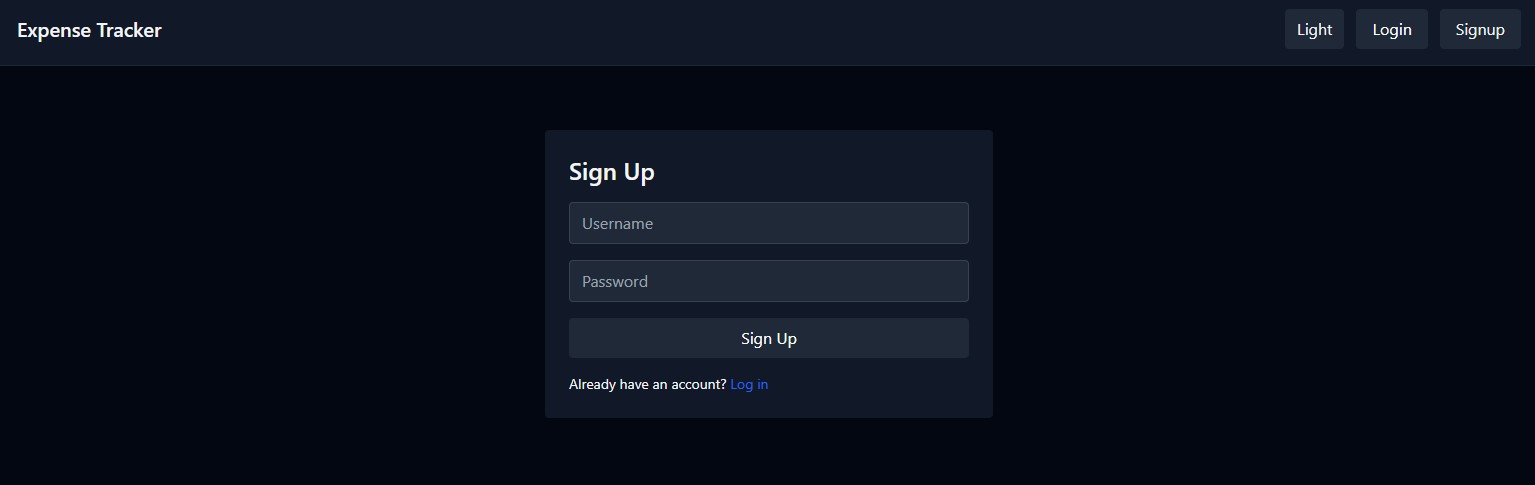 Expense Tracker Light Login Signup
Sign Up
Username
Password
Sign Up
Already have an account? Log in